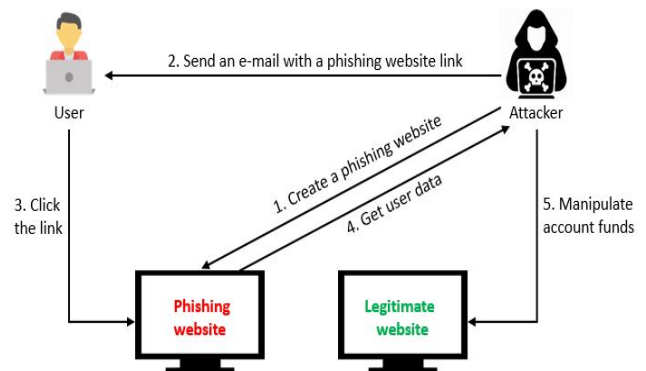 2. Send an e-mail with a phishing website link
User
Attacker
1. Create a phishing website
4. Get user data
3. Click
the link
5. Manipulate
account funds
Phishing
website
Legitimate
website